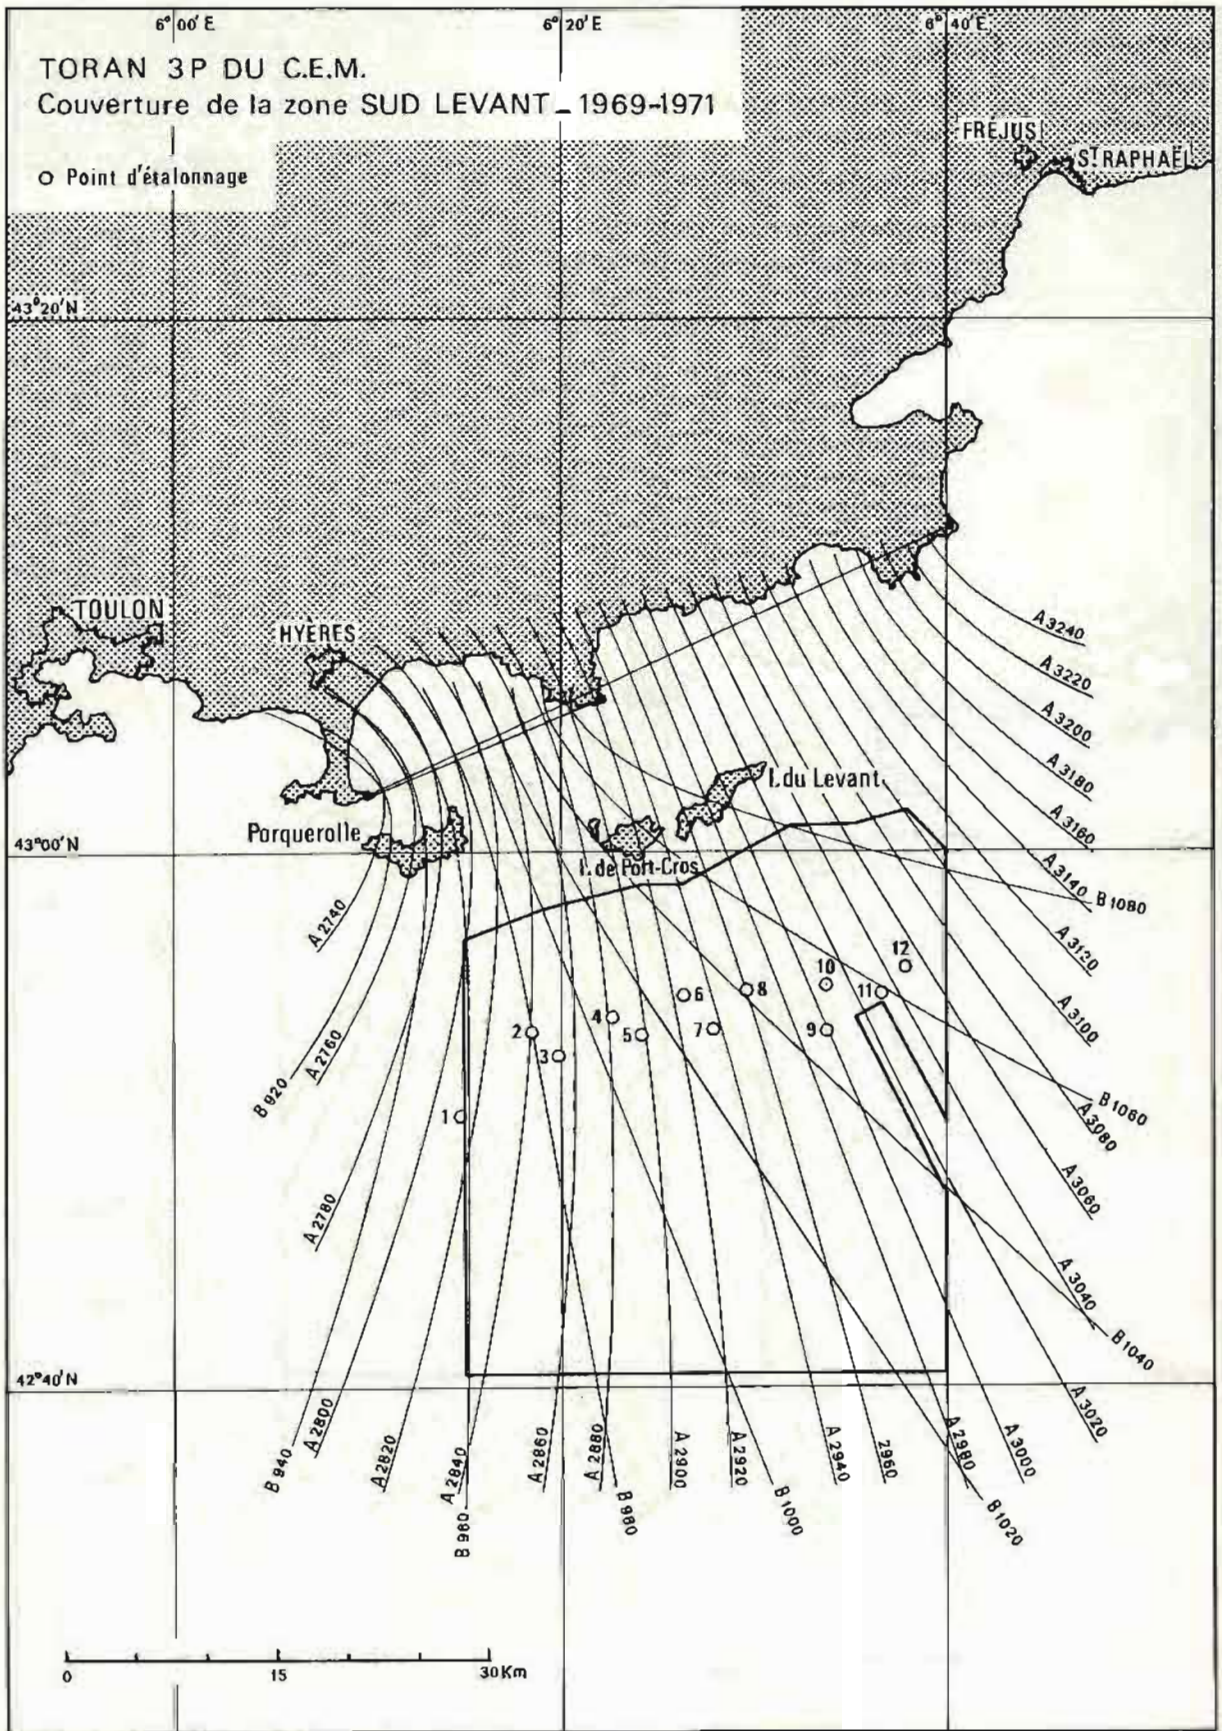 6°00'E
6°20'E
6°40'E
TORAN 3P DU C.E.M.
Couverture de la zone SUD LEVANT _ 1969-1971
o Point d'étalonnage
FRÉJUS
ST RAPHAËL
43°20'N
TOULON
HYÈRES
A 3240
A 3220
A 3200
A 3180
I. du Levant
Porquerolle
A 3160
43°00'N
I. de Port-Cros
A 3140
B 1080
A 2740
A 3120
12
10
11
6
8
A 3100
4
2
5
7
9
3
B 920
A 2760
1
B 1060
A 3080
A 3060
A 2780
A 3040
B 1040
42°40'N
A 3020
B 940
A 2800
A 2820
A 2840
B 960
A 2860
A 2880
B 980
A 2900
A 2920
B 1000
A 2940
2960
A 2980
B 1020
A 3000
0
15
30 Km